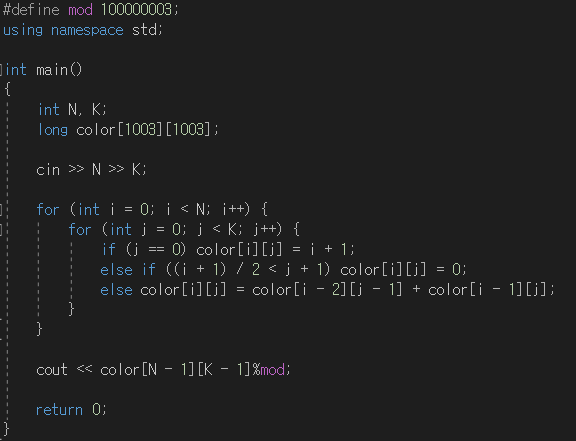 #define mod 100000003;
using namespace std;
int main()
{
int N, K;
long color[1003][1003];
cin >> N >> K;
for (int i = 0; i < N; i++) {
for (int j = 0; j < K; j++) {
if (j == 0) color[i][j] = i + 1;
else if ((i + 1) / 2 < j + 1) color[i][j] = 0;
else color[i][j] = color[i - 2][j - 1] + color[i - 1][j];
}
}
cout << color[N - 1][K - 1]%mod;
return 0;
}